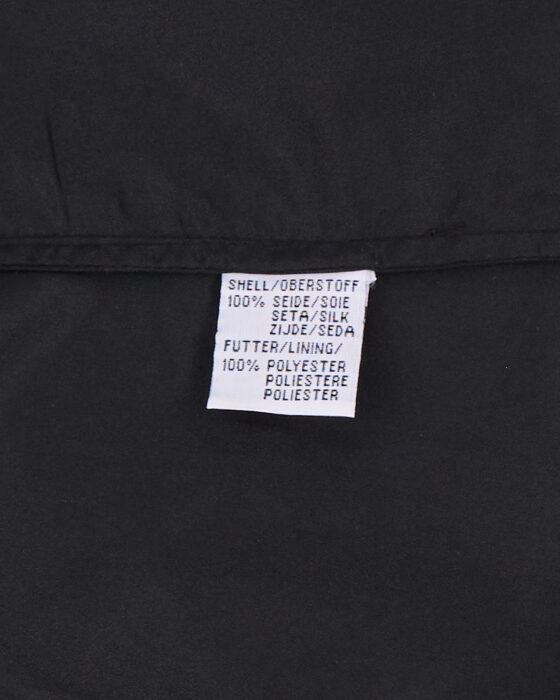 SHELL/OBERSTOFF
100% SEIDE/SOIE
SETA/SILK
ZIJDE/SEDA
FUTTER/LINING/
100% POLYESTER
POLIESTERE
POLIESTER